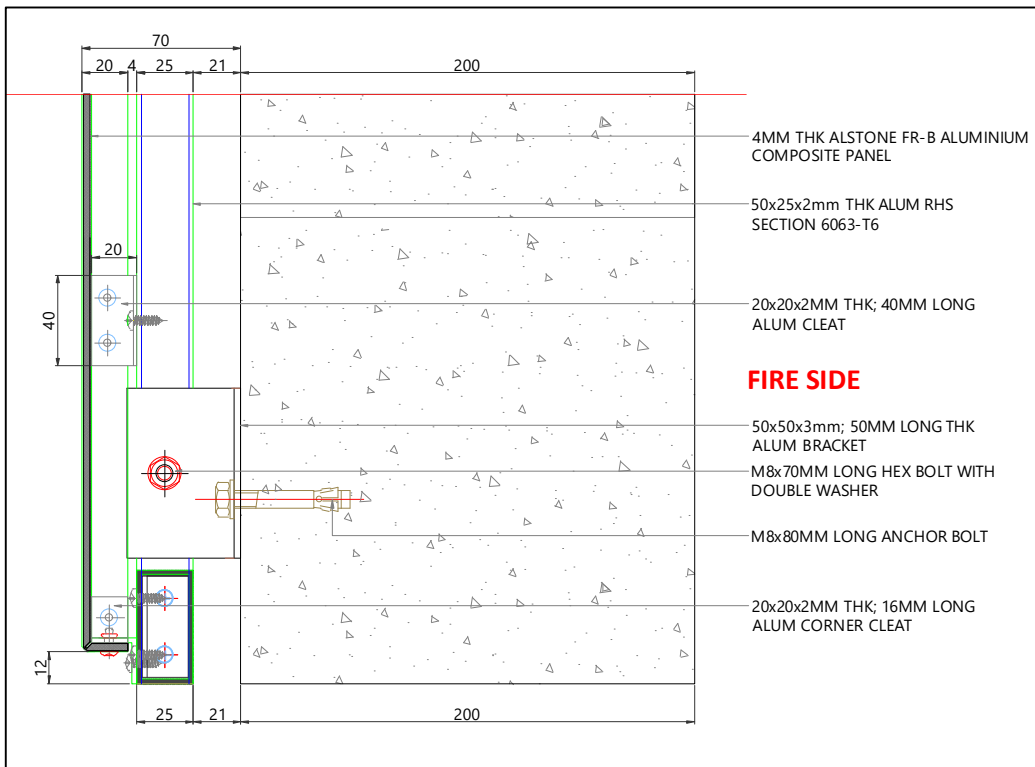 70
20 4 25 21 200
4MM THK ALSTONE FR-B ALUMINIUM
COMPOSITE PANEL
50x25x2mm THK ALUM RHS
SECTION 6063-T6
20
40
20x20x2MM THK; 40MM LONG
ALUM CLEAT
FIRE SIDE
50x50x3mm; 50MM LONG THK
ALUM BRACKET
M8x70MM LONG HEX BOLT WITH
DOUBLE WASHER
M8x80MM LONG ANCHOR BOLT
20x20x2MM THK; 16MM LONG
ALUM CORNER CLEAT
12
25 21 200